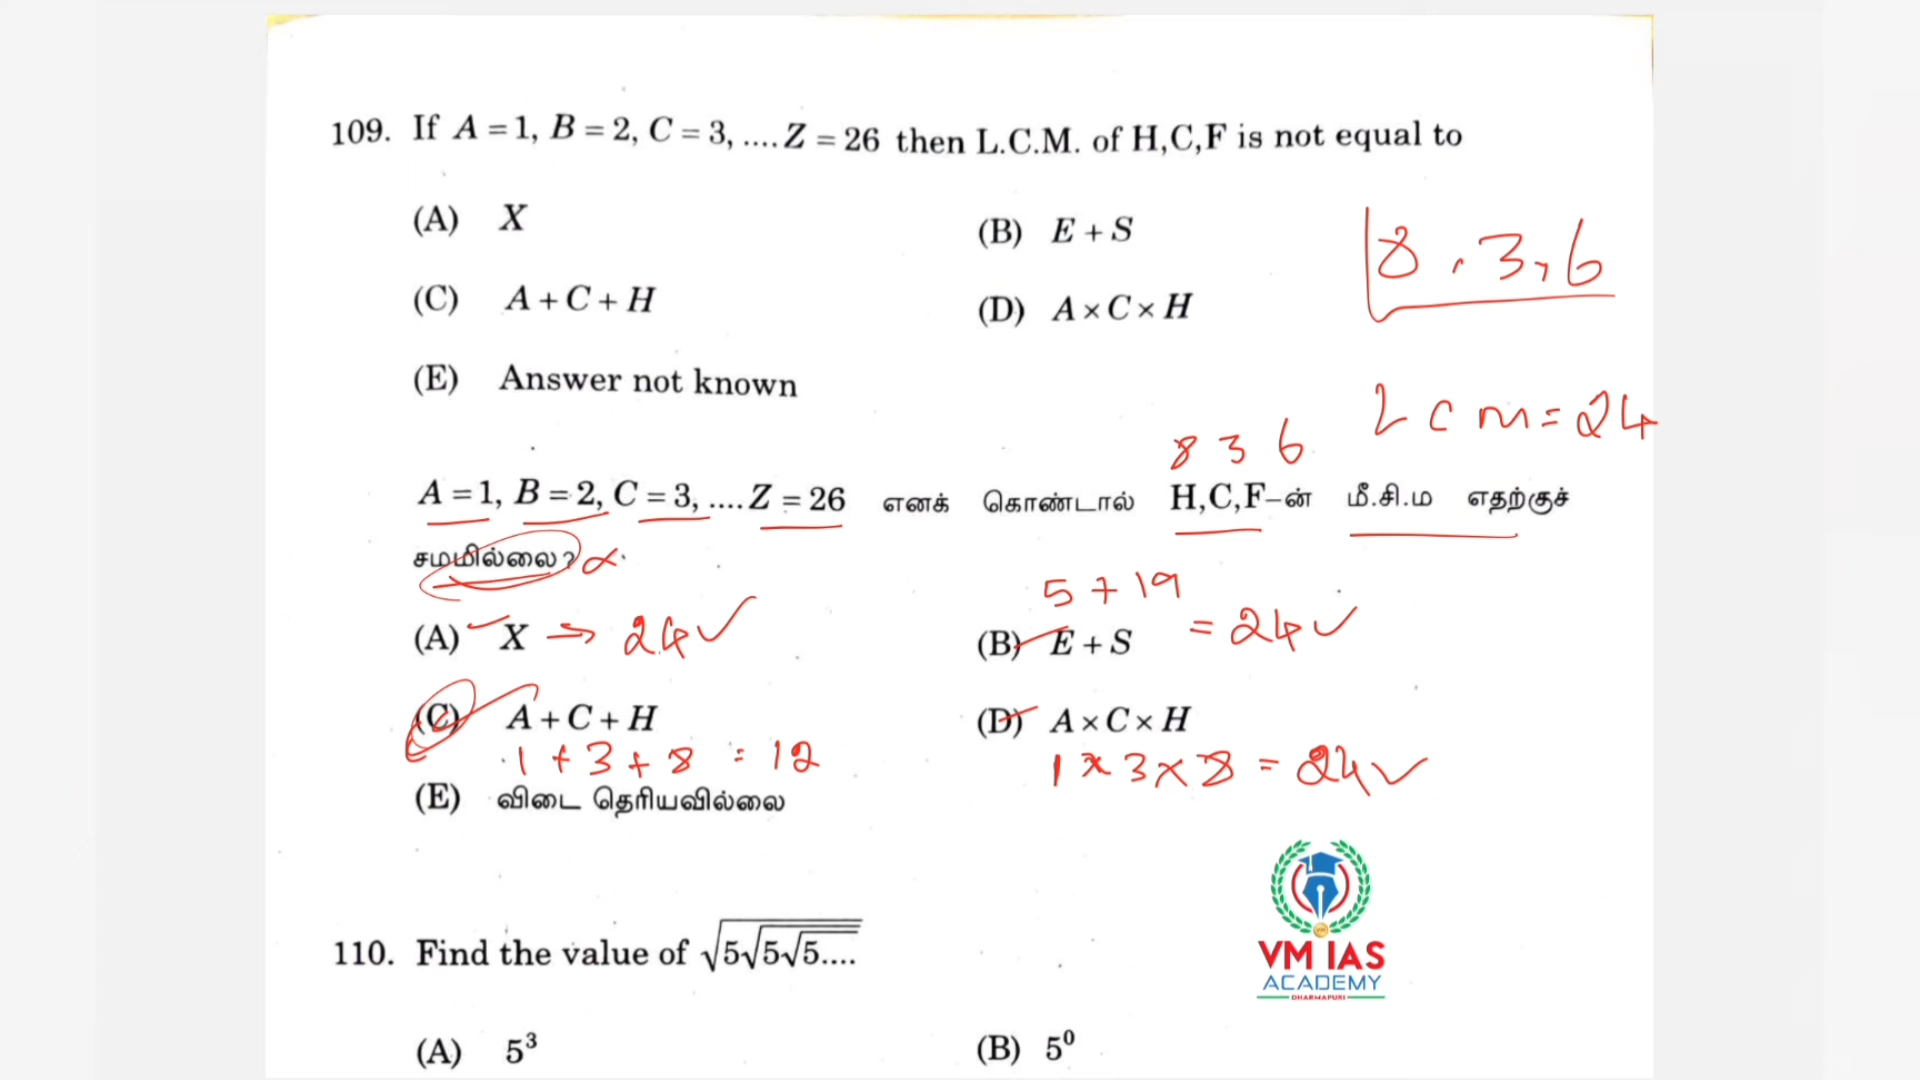 109. If A = 1, B = 2, C = 3, ....Z = 26 then L.C.M. of H,C,F is not equal to
(A) X (B) E + S
8, 3, 6
(C) A + C + H (D) A × C × H
(E) Answer not known
LCM = 24
8 3 6
A = 1, B = 2, C = 3, ....Z = 26 எனக் கொண்டால் H,C,F–ன் மீ.சி.ம எதற்குச்
சமமில்லை?
5 + 19
(A) X → 24 ✓ (B) E + S = 24 ✓
(C) A + C + H (D) A × C × H
1 + 3 + 8 = 12 1 × 3 × 8 = 24 ✓
(E) விடை தெரியவில்லை
VM IAS
ACADEMY
DHARMAPURI
110. Find the value of √5√5√5....
(A) 5³ (B) 5⁰